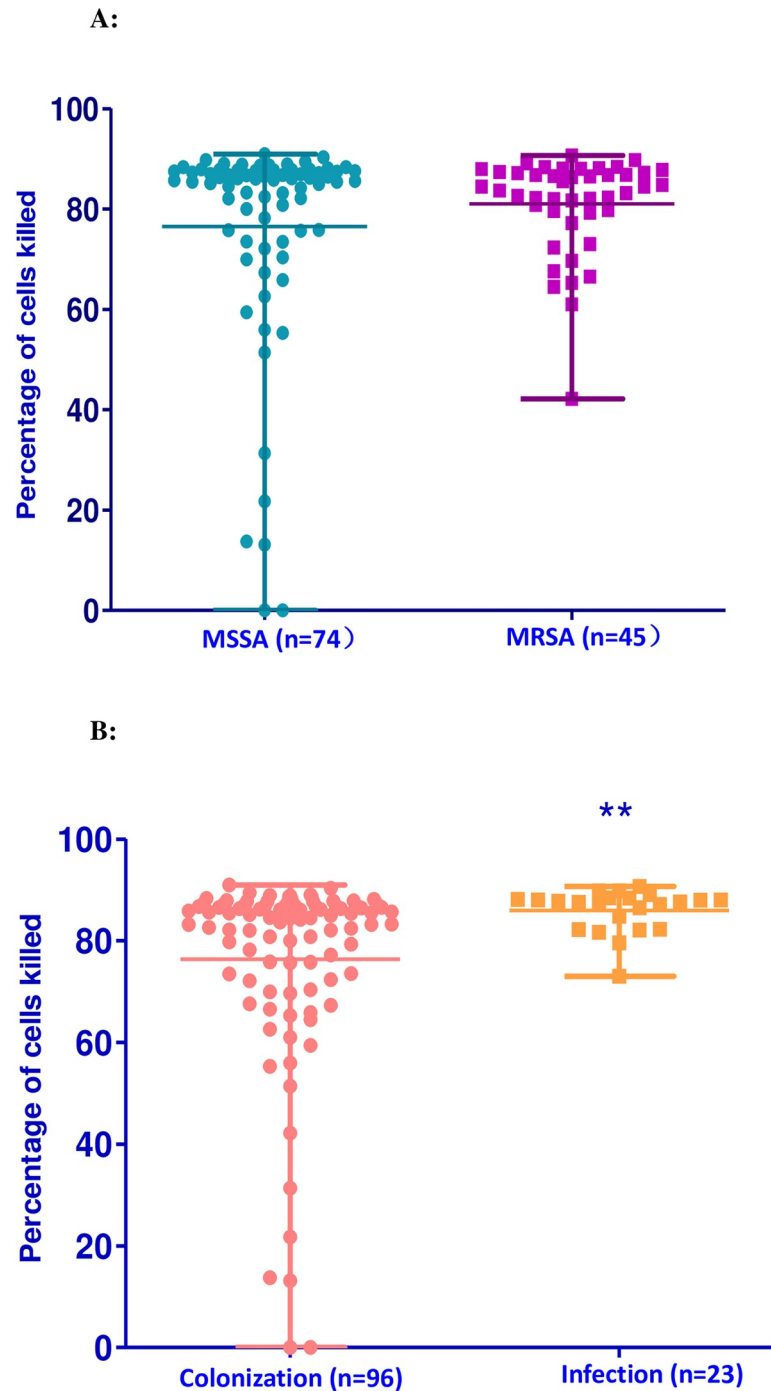 A:
Percentage of cells killed
100
80
60
40
20
0
MSSA (n=74）
MRSA (n=45）
B:
**
Percentage of cells killed
100
80
60
40
20
0
Colonization (n=96)
Infection (n=23)